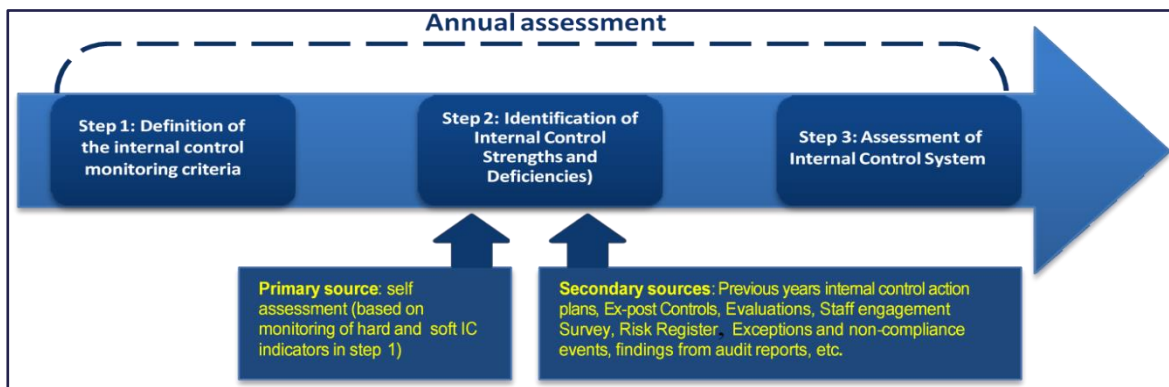 Annual assessment
Step 1: Definition of
the internal control
monitoring criteria
Step 2: Identification of
Internal Control
Strengths and
Deficiencies)
Step 3: Assessment of
Internal Control System
Primary source: self
assessment (based on
monitoring of hard and soft IC
indicators in step 1)
Secondary sources: Previous years internal control action
plans, Ex-post Controls, Evaluations, Staff engagement
Survey, Risk Register, Exceptions and non-compliance
events, findings from audit reports, etc.